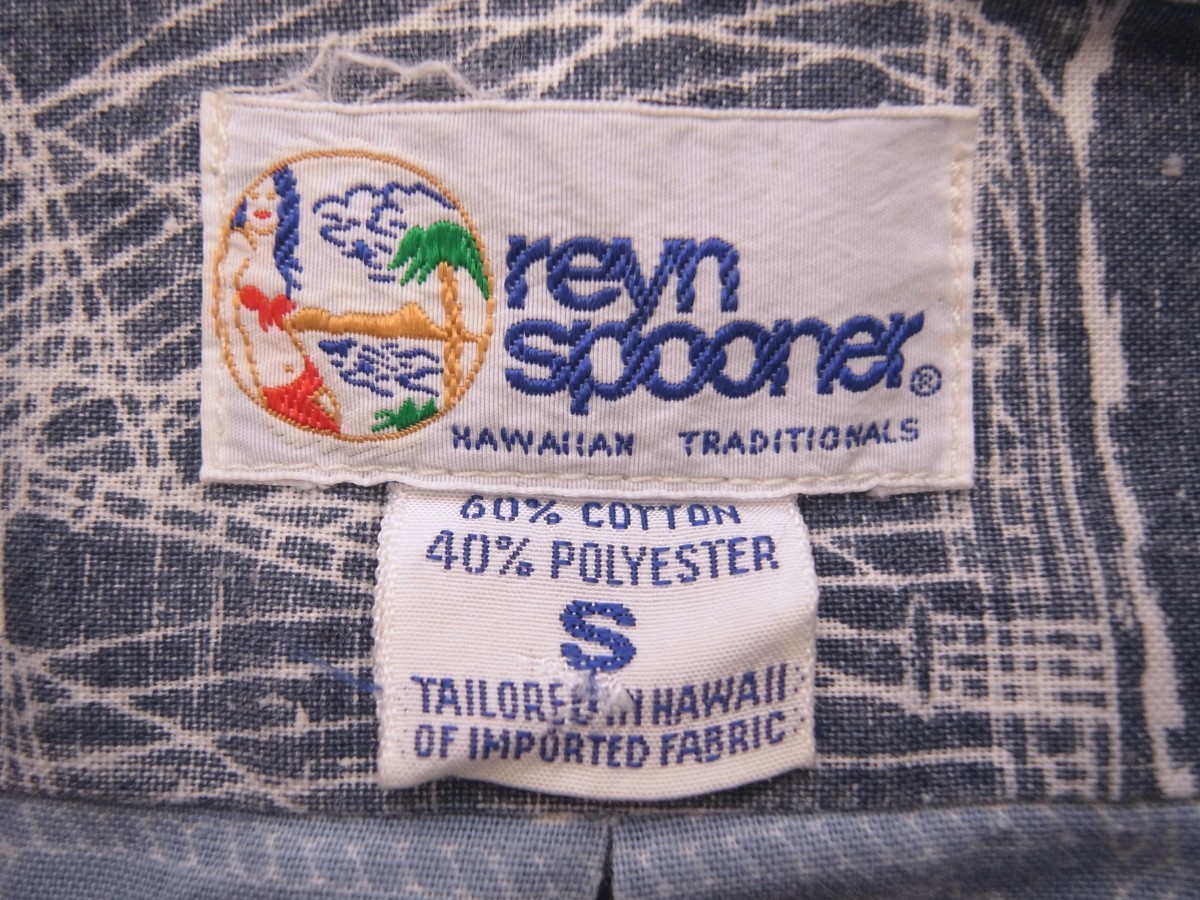 reyn
spooner®
HAWAIIAN TRADITIONALS
60% COTTON
40% POLYESTER
S
TAILORED IN HAWAII
OF IMPORTED FABRIC